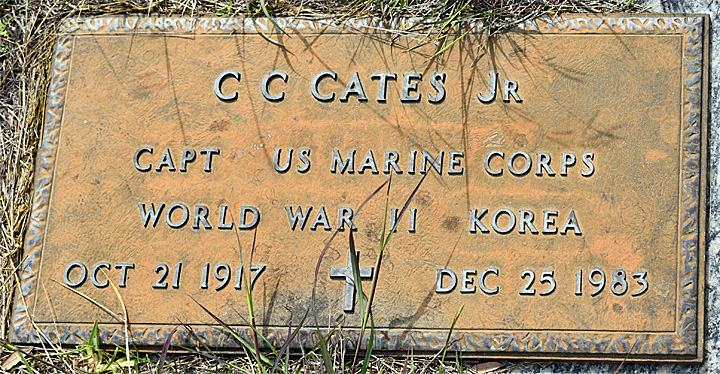 C C CATES JR
CAPT US MARINE CORPS
WORLD WAR II KOREA
OCT 21 1917 DEC 25 1983